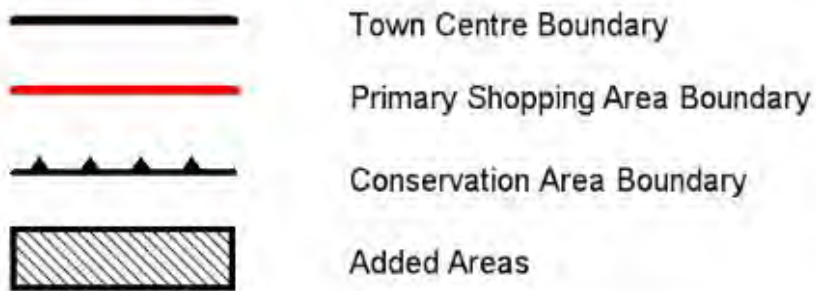 Town Centre Boundary
Primary Shopping Area Boundary
Conservation Area Boundary
Added Areas